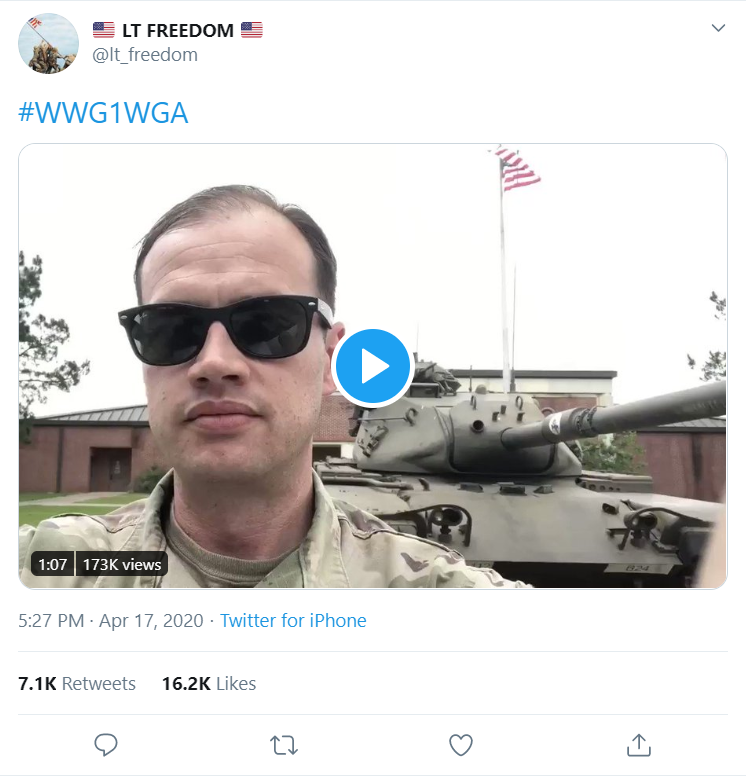 🇺🇸 LT FREEDOM 🇺🇸
@lt_freedom
#WWG1WGA
B24
1:07 173K views
5:27 PM · Apr 17, 2020 · Twitter for iPhone
7.1K Retweets 16.2K Likes